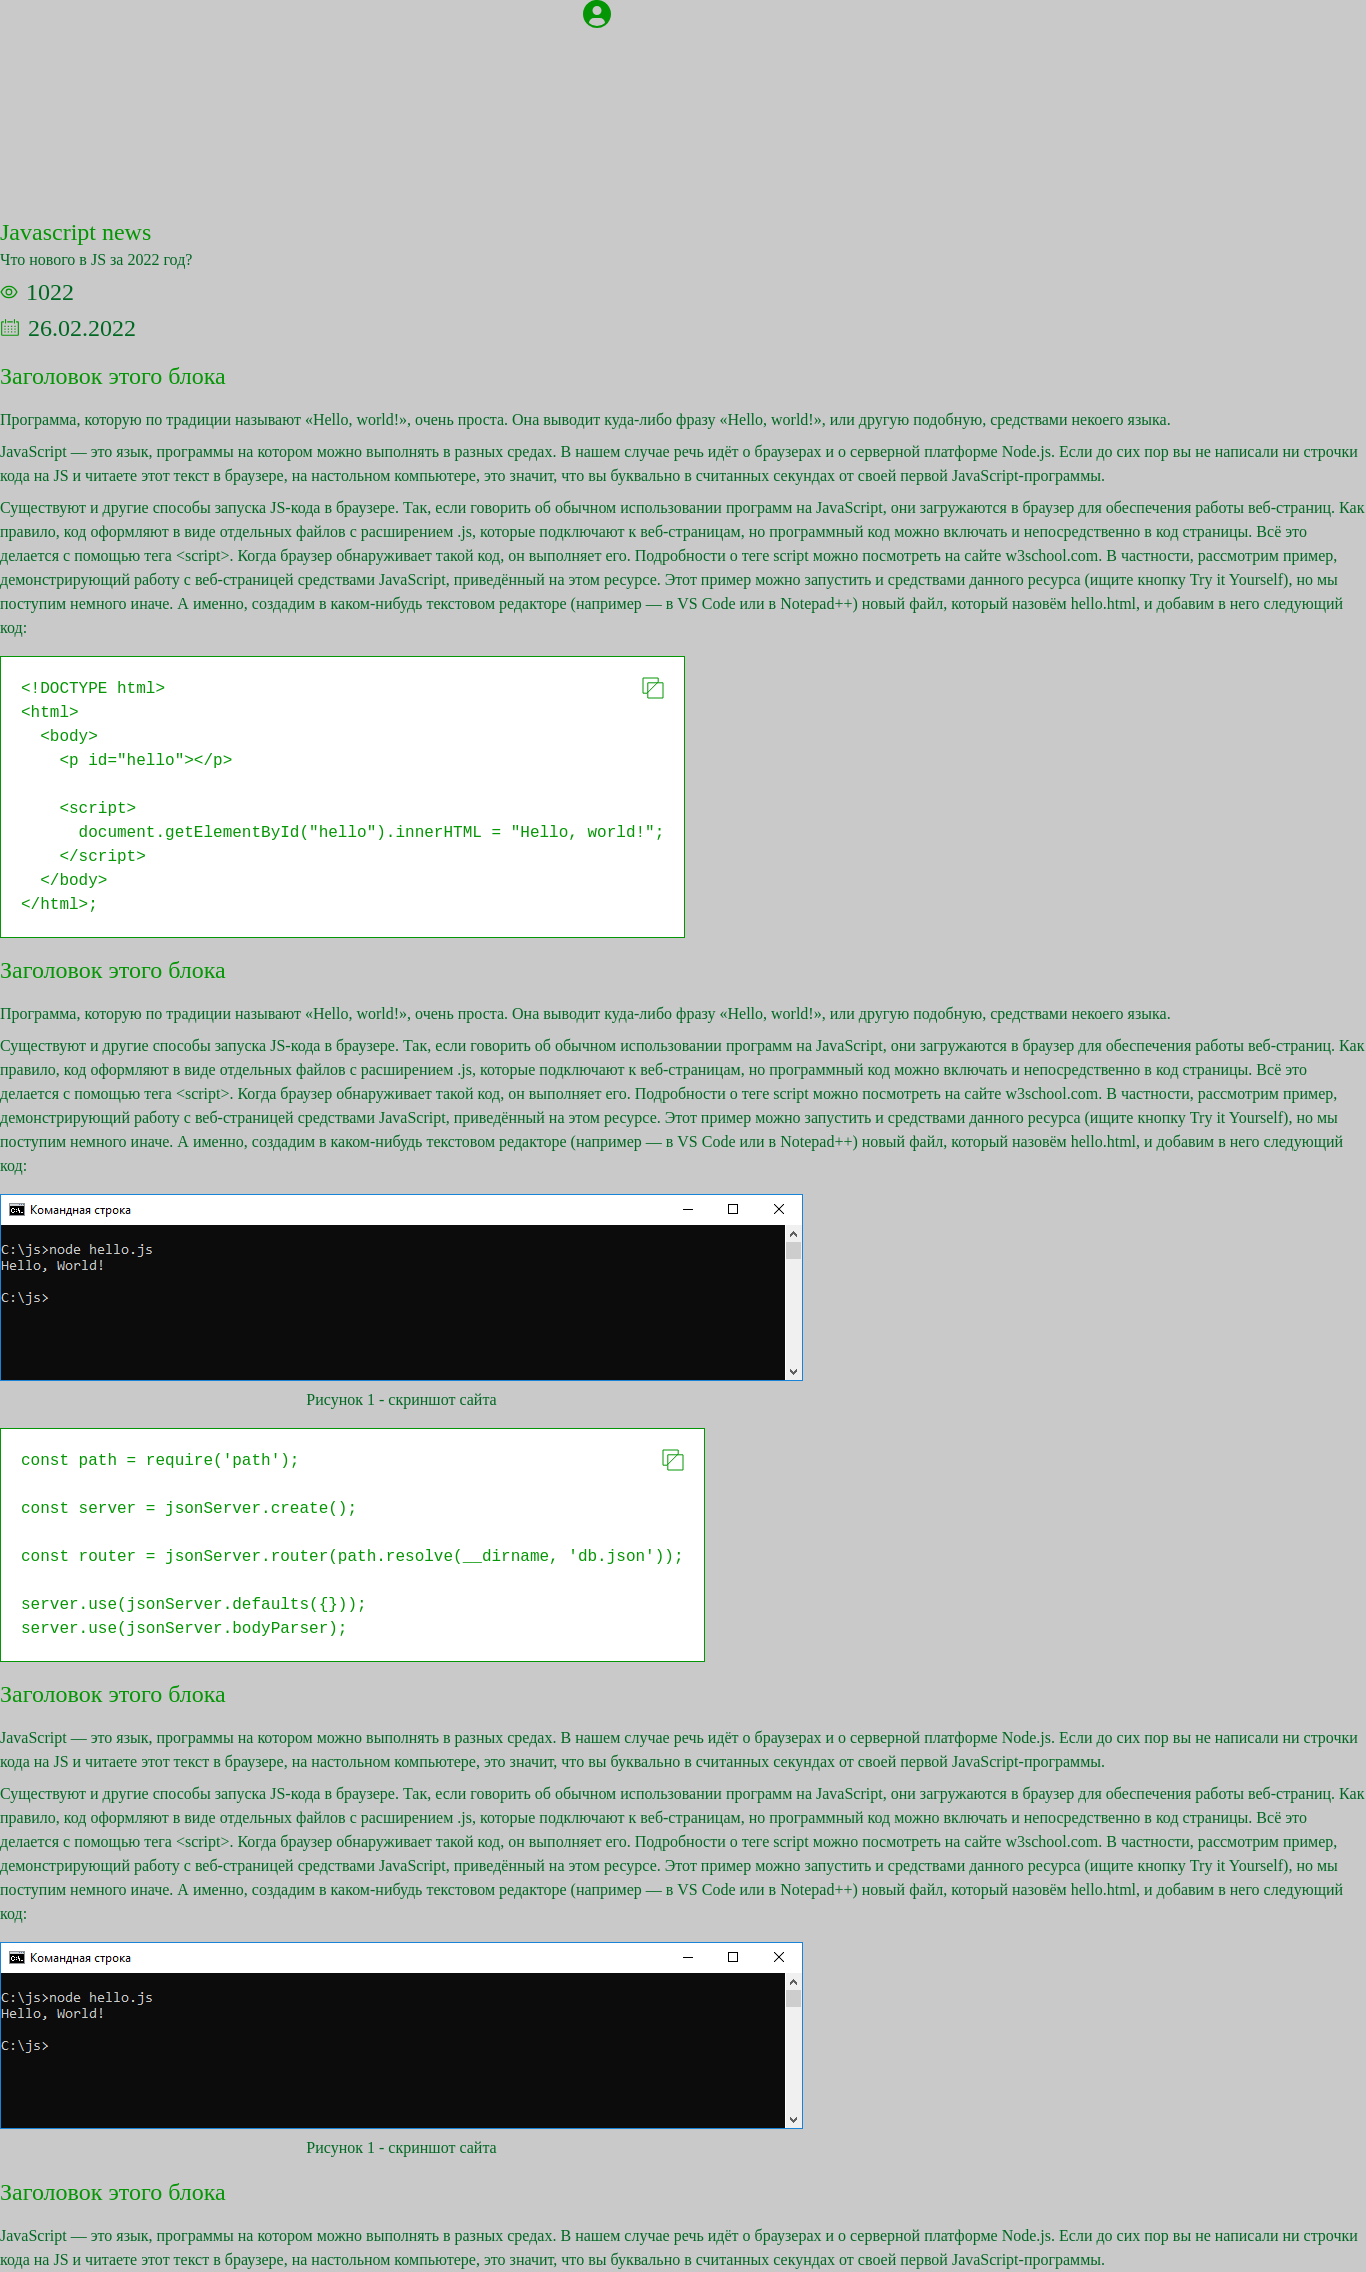 Javascript news
Что нового в JS за 2022 год?
1022
26.02.2022
Заголовок этого блока
Программа, которую по традиции называют «Hello, world!», очень проста. Она выводит куда-либо фразу «Hello, world!», или другую подобную, средствами некоего языка.
JavaScript — это язык, программы на котором можно выполнять в разных средах. В нашем случае речь идёт о браузерах и о серверной платформе Node.js. Если до сих пор вы не написали ни строчки
кода на JS и читаете этот текст в браузере, на настольном компьютере, это значит, что вы буквально в считанных секундах от своей первой JavaScript-программы.
Существуют и другие способы запуска JS-кода в браузере. Так, если говорить об обычном использовании программ на JavaScript, они загружаются в браузер для обеспечения работы веб-страниц. Как
правило, код оформляют в виде отдельных файлов с расширением .js, которые подключают к веб-страницам, но программный код можно включать и непосредственно в код страницы. Всё это
делается с помощью тега <script>. Когда браузер обнаруживает такой код, он выполняет его. Подробности о теге script можно посмотреть на сайте w3school.com. В частности, рассмотрим пример,
демонстрирующий работу с веб-страницей средствами JavaScript, приведённый на этом ресурсе. Этот пример можно запустить и средствами данного ресурса (ищите кнопку Try it Yourself), но мы
поступим немного иначе. А именно, создадим в каком-нибудь текстовом редакторе (например — в VS Code или в Notepad++) новый файл, который назовём hello.html, и добавим в него следующий
код:
<!DOCTYPE html>
<html>
  <body>
    <p id="hello"></p>
    <script>
      document.getElementById("hello").innerHTML = "Hello, world!";
    </script>
  </body>
</html>;
Заголовок этого блока
Программа, которую по традиции называют «Hello, world!», очень проста. Она выводит куда-либо фразу «Hello, world!», или другую подобную, средствами некоего языка.
Существуют и другие способы запуска JS-кода в браузере. Так, если говорить об обычном использовании программ на JavaScript, они загружаются в браузер для обеспечения работы веб-страниц. Как
правило, код оформляют в виде отдельных файлов с расширением .js, которые подключают к веб-страницам, но программный код можно включать и непосредственно в код страницы. Всё это
делается с помощью тега <script>. Когда браузер обнаруживает такой код, он выполняет его. Подробности о теге script можно посмотреть на сайте w3school.com. В частности, рассмотрим пример,
демонстрирующий работу с веб-страницей средствами JavaScript, приведённый на этом ресурсе. Этот пример можно запустить и средствами данного ресурса (ищите кнопку Try it Yourself), но мы
поступим немного иначе. А именно, создадим в каком-нибудь текстовом редакторе (например — в VS Code или в Notepad++) новый файл, который назовём hello.html, и добавим в него следующий
код:
Командная строка
C:\js>node hello.js
Hello, World!
C:\js>
Рисунок 1 - скриншот сайта
const path = require('path');
const server = jsonServer.create();
const router = jsonServer.router(path.resolve(__dirname, 'db.json'));
server.use(jsonServer.defaults({}));
server.use(jsonServer.bodyParser);
Заголовок этого блока
JavaScript — это язык, программы на котором можно выполнять в разных средах. В нашем случае речь идёт о браузерах и о серверной платформе Node.js. Если до сих пор вы не написали ни строчки
кода на JS и читаете этот текст в браузере, на настольном компьютере, это значит, что вы буквально в считанных секундах от своей первой JavaScript-программы.
Существуют и другие способы запуска JS-кода в браузере. Так, если говорить об обычном использовании программ на JavaScript, они загружаются в браузер для обеспечения работы веб-страниц. Как
правило, код оформляют в виде отдельных файлов с расширением .js, которые подключают к веб-страницам, но программный код можно включать и непосредственно в код страницы. Всё это
делается с помощью тега <script>. Когда браузер обнаруживает такой код, он выполняет его. Подробности о теге script можно посмотреть на сайте w3school.com. В частности, рассмотрим пример,
демонстрирующий работу с веб-страницей средствами JavaScript, приведённый на этом ресурсе. Этот пример можно запустить и средствами данного ресурса (ищите кнопку Try it Yourself), но мы
поступим немного иначе. А именно, создадим в каком-нибудь текстовом редакторе (например — в VS Code или в Notepad++) новый файл, который назовём hello.html, и добавим в него следующий
код:
Командная строка
C:\js>node hello.js
Hello, World!
C:\js>
Рисунок 1 - скриншот сайта
Заголовок этого блока
JavaScript — это язык, программы на котором можно выполнять в разных средах. В нашем случае речь идёт о браузерах и о серверной платформе Node.js. Если до сих пор вы не написали ни строчки
кода на JS и читаете этот текст в браузере, на настольном компьютере, это значит, что вы буквально в считанных секундах от своей первой JavaScript-программы.